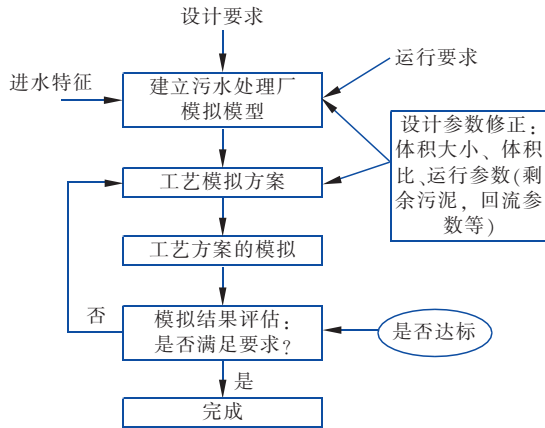 设计要求
运行要求
进水特征
建立污水处理厂
模拟模型
设计参数修正：
体积大小、体积
比、运行参数(剩
余污泥，回流参
数等)
工艺模拟方案
工艺方案的模拟
否
模拟结果评估：
是否满足要求?
是否达标
是
完成